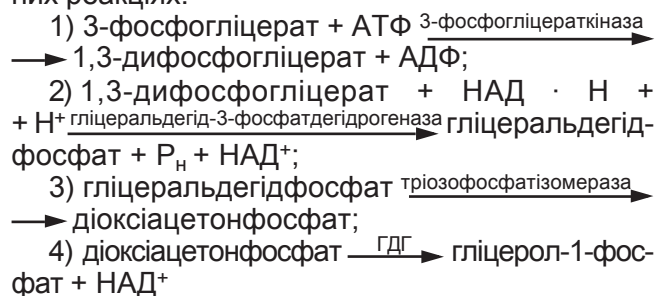 них реакціях:
1) 3-фосфогліцерат + АТФ 3-фосфогліцераткіназа
⟶ 1,3-дифосфогліцерат + АДФ;
2) 1,3-дифосфогліцерат + НАД · Н +
+ Н⁺ гліцеральдегід-3-фосфатдегідрогеназа⟶ гліцеральдегід-
фосфат + Рн + НАД⁺;
3) гліцеральдегідфосфат тріозофосфатізомераза
⟶ діоксіацетонфосфат;
4) діоксіацетонфосфат ГДГ⟶ гліцерол-1-фос-
фат + НАД⁺